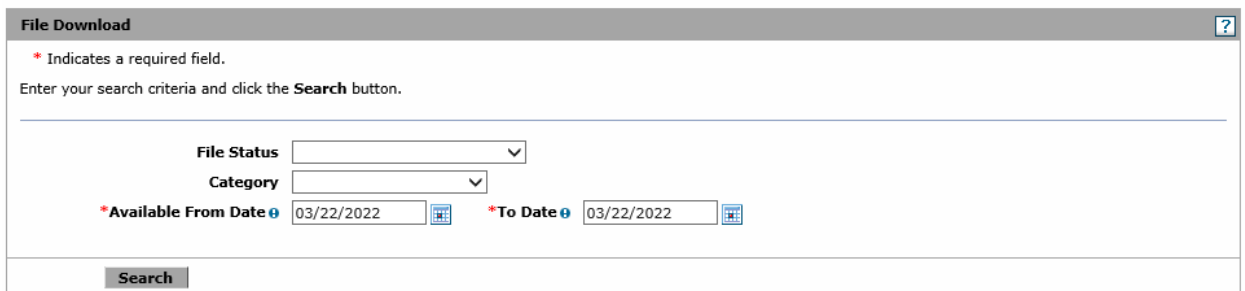 File Download ?
* Indicates a required field.
Enter your search criteria and click the Search button.
File Status
Category
*Available From Date 03/22/2022 *To Date 03/22/2022
Search